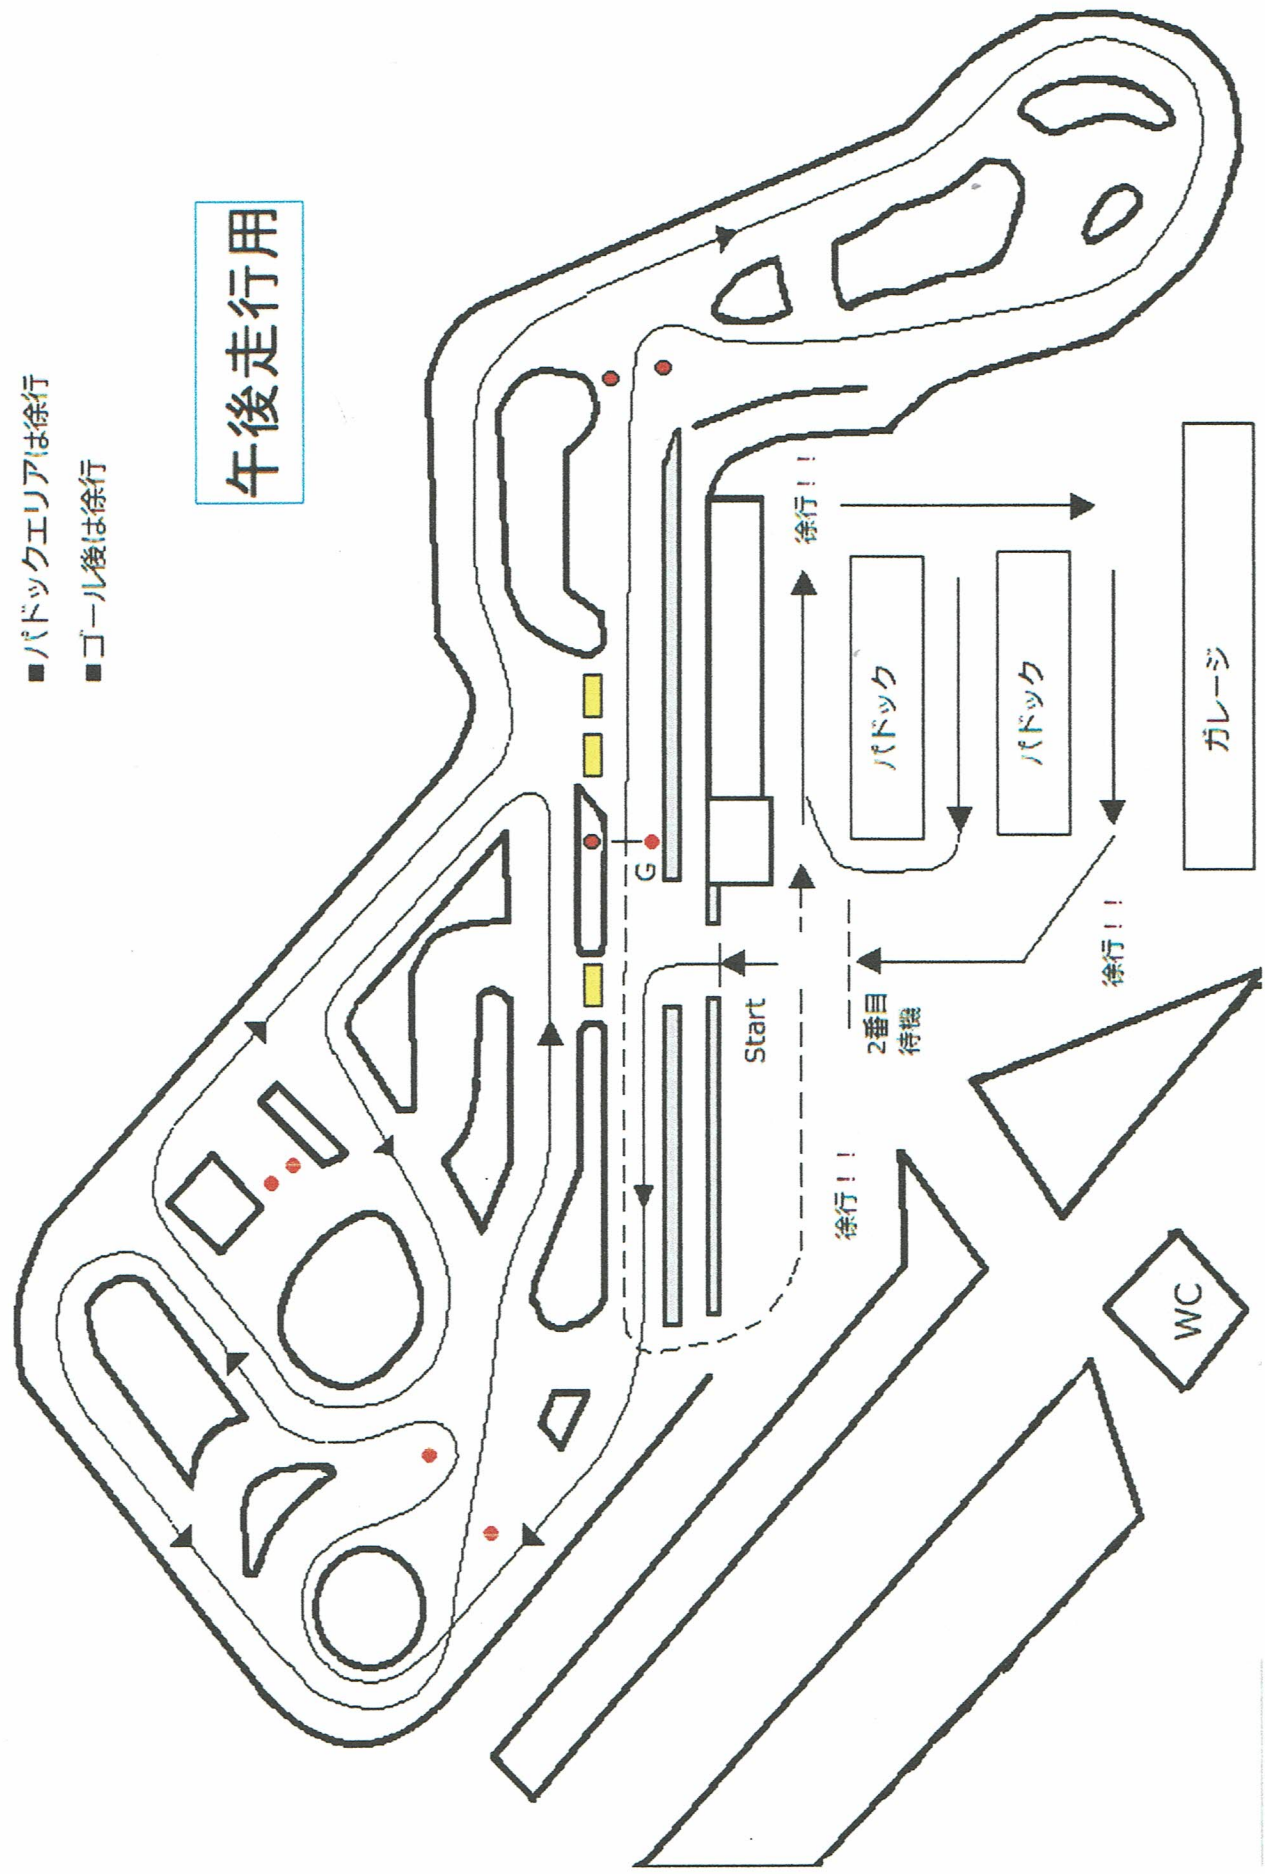 ■パドックエリアは徐行
■ゴール後は徐行
午後走行用
G
Start
2番目
待機
徐行!!
徐行!!
徐行!!
パドック
パドック
ガレージ
WC